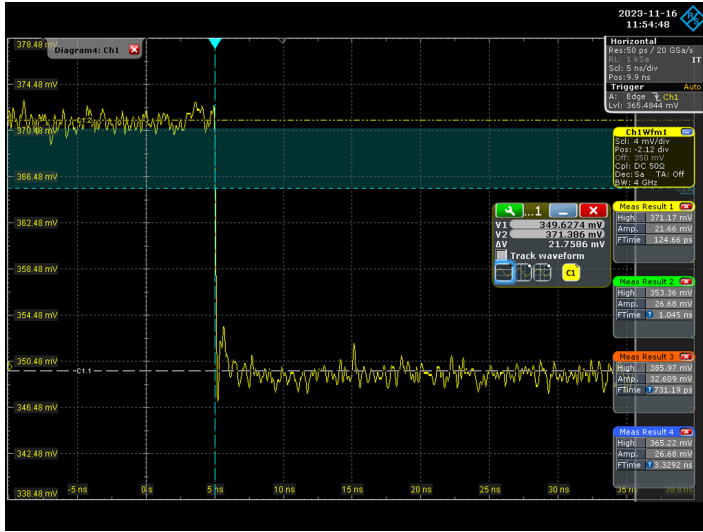 2023-11-16
11:54:48
Diagram4: Ch1
378.48 mV
374.48 mV
370.48 mV
366.48 mV
362.48 mV
358.48 mV
354.48 mV
350.48 mV
346.48 mV
342.48 mV
338.48 mV
C1.2
C1.1
-5 ns
0 s
5 ns
10 ns
15 ns
20 ns
25 ns
30 ns
35 ns
39.9 ns
Horizontal
Res:50 ps / 20 GSa/s
RL: 1 kSa IT
Scl: 5 ns/div
Pos:9.9 ns
Trigger Auto
A: Edge Ch1
Lvl: 365.4844 mV
Ch1Wfm1
Scl: 4 mV/div
Pos: -2.12 div
Off: 350 mV
Cpl: DC 50Ω
Dec: Sa TA: Off
BW: 4 GHz
...1
V1 349.6274 mV
V2 371.386 mV
ΔV 21.7586 mV
Track waveform
C1
Meas Result 1
High 371.17 mV
Amp. 21.66 mV
FTime 124.66 ps
Meas Result 2
High 353.36 mV
Amp. 26.68 mV
FTime ? 1.045 ns
Meas Result 3
High 385.97 mV
Amp. 32.609 mV
FTime ? 731.19 ps
Meas Result 4
High 365.22 mV
Amp. 26.68 mV
FTime ? 3.3292 ns